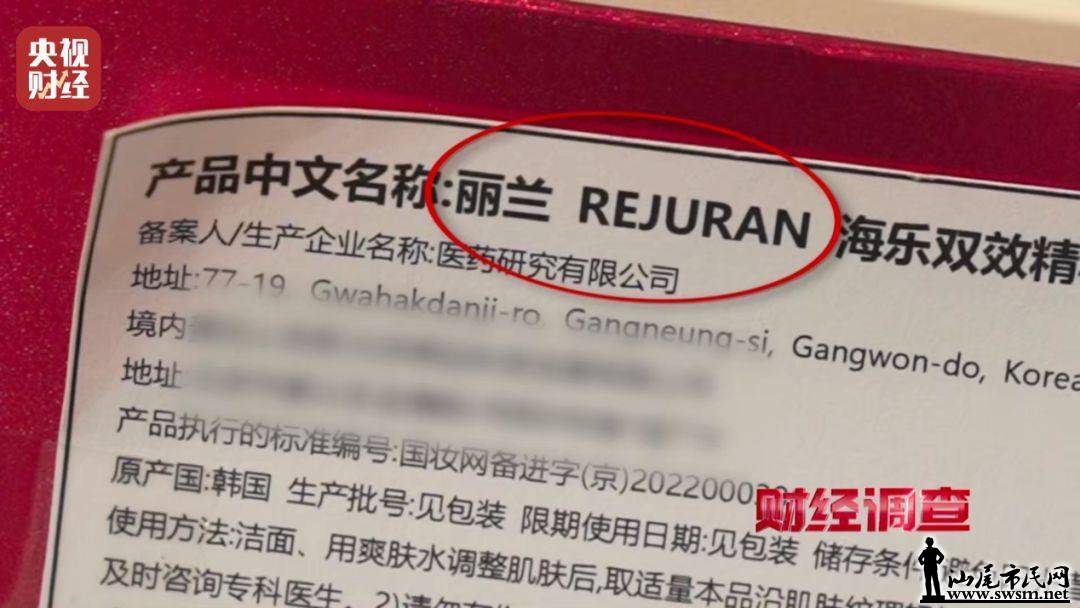 央视
财经
产品中文名称:丽兰 REJURAN 海乐双效精
备案人/生产企业名称:医药研究有限公司
地址:77-19, Gwahakdanji-ro, Gangneung-si, Gangwon-do, Korea
境内
地址
产品执行的标准编号:国妆网备进字(京)202200
原产国:韩国 生产批号:见包装 限期使用日期:见包装 储存条件
使用方法:洁面、用爽肤水调整肌肤后,取适量本品沿肌肤纹理
及时咨询专科医生。2)请勿在
财经调查
汕尾市民网
www.swsm.net